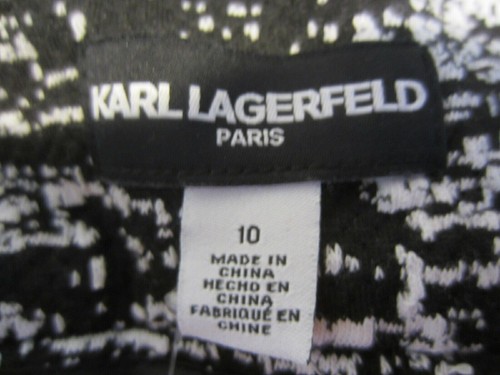 KARL LAGERFELD
PARIS
10
MADE IN
CHINA
HECHO EN
CHINA
FABRIQUÉ EN
CHINE